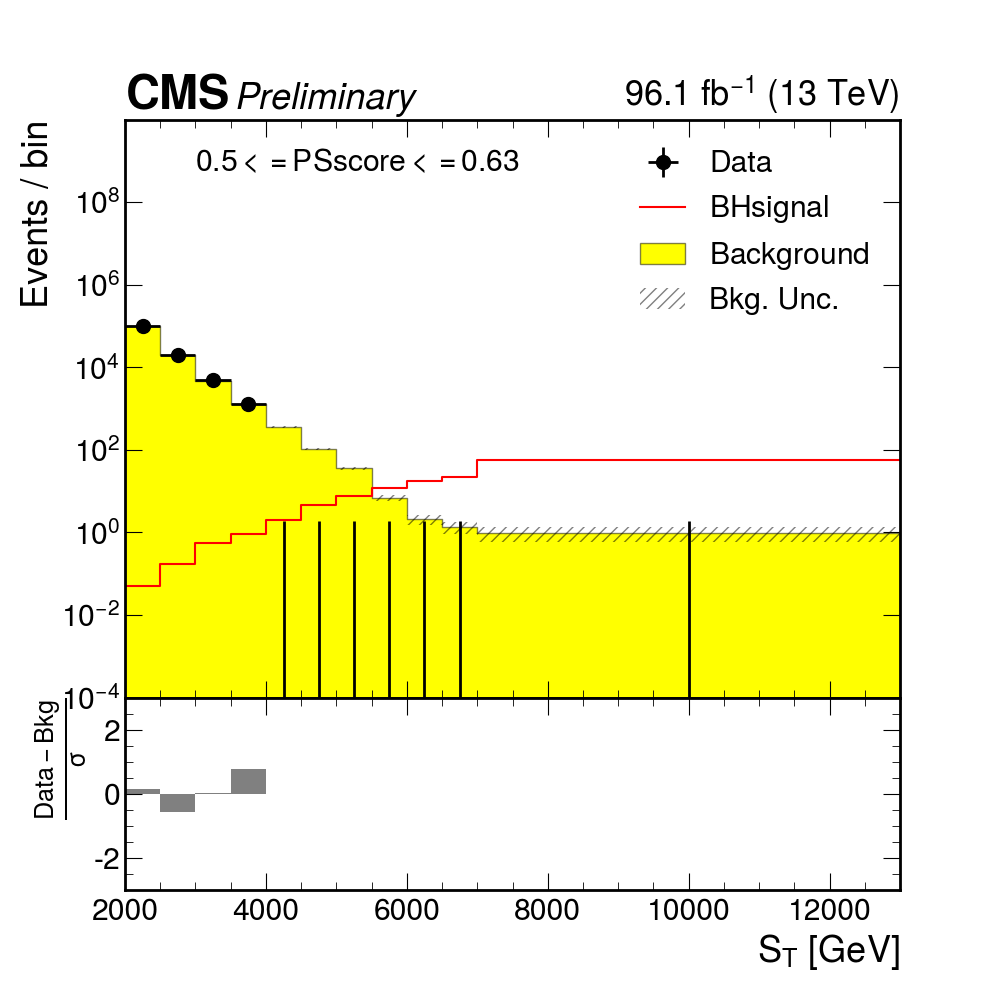 CMS Preliminary 96.1 fb⁻¹ (13 TeV)
Events / bin
0.5 < = PSscore < = 0.63
Data
BHsignal
Background
Bkg. Unc.
10⁸
10⁶
10⁴
10²
10⁰
10⁻²
10⁻⁴
Data – Bkg
σ
2
0
-2
2000 4000 6000 8000 10000 12000
S_T [GeV]